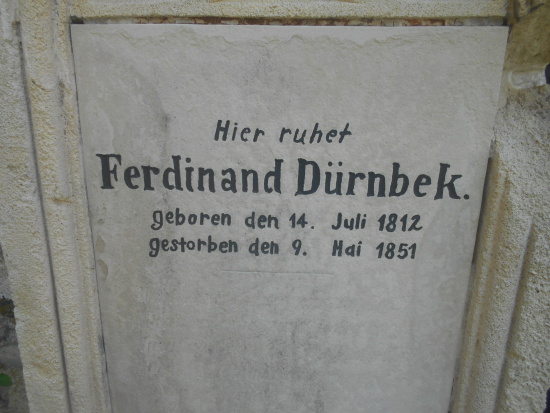 Hier ruhet
Ferdinand Dürnbek.
geboren den 14. Juli 1812
gestorben den 9. Mai 1851